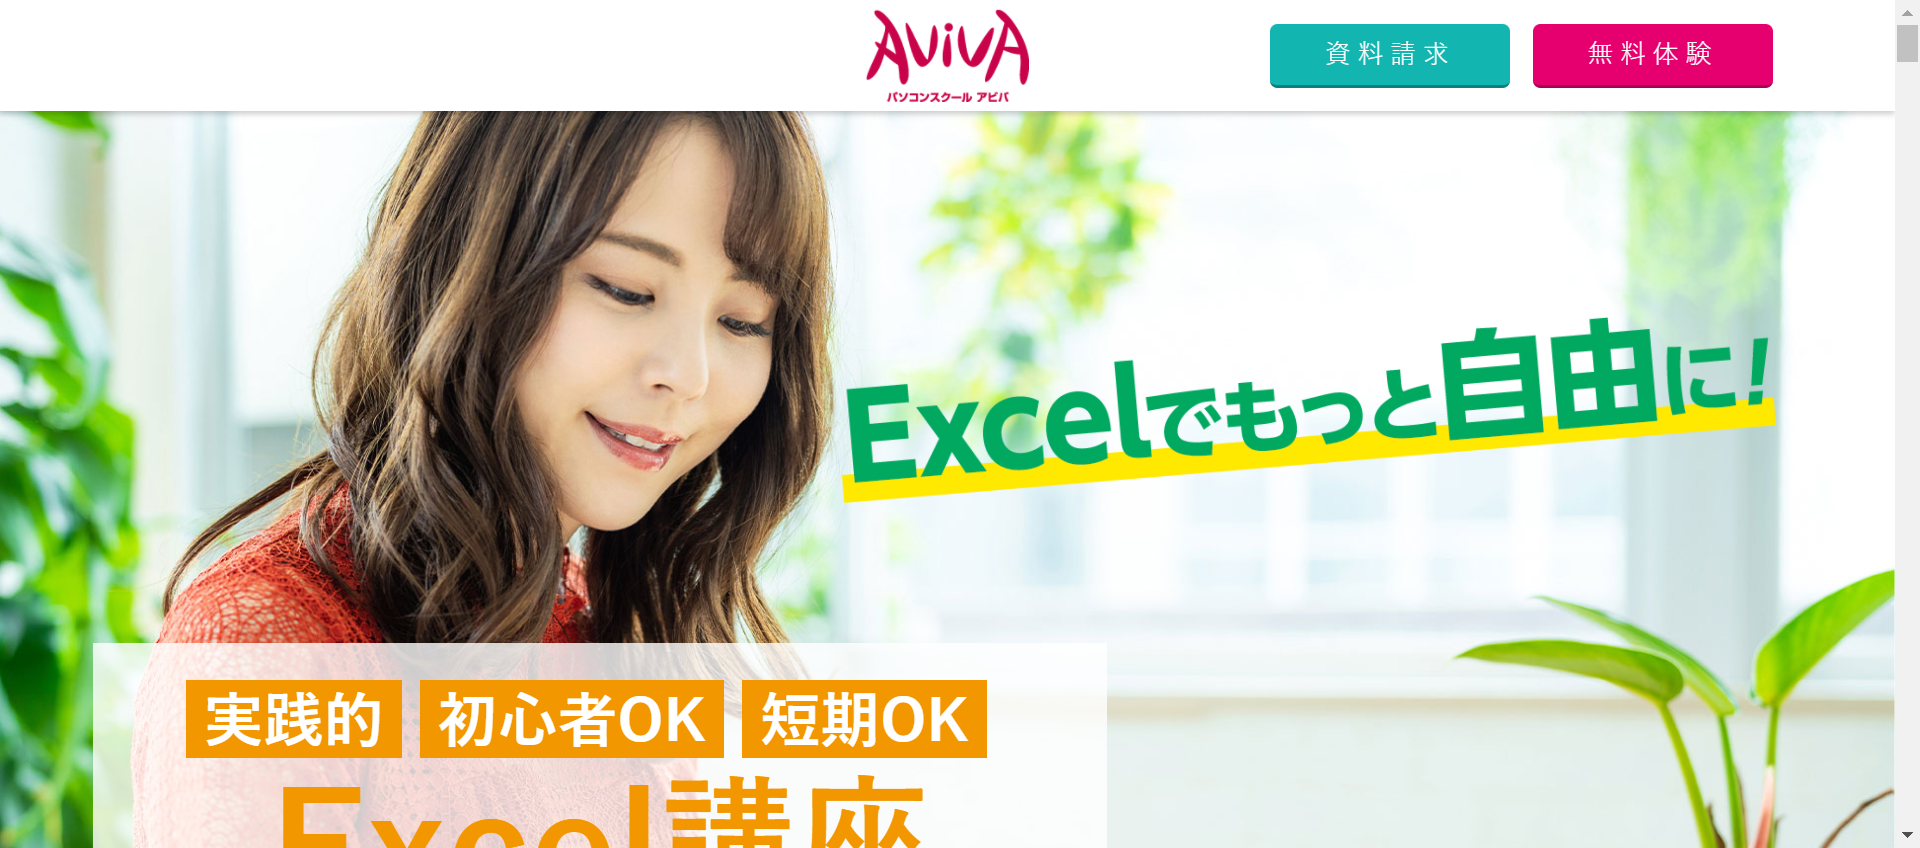 AVIVA
パソコンスクール アビバ
資料請求
無料体験
Excelでもっと自由に!
実践的 初心者OK 短期OK
Excel講座